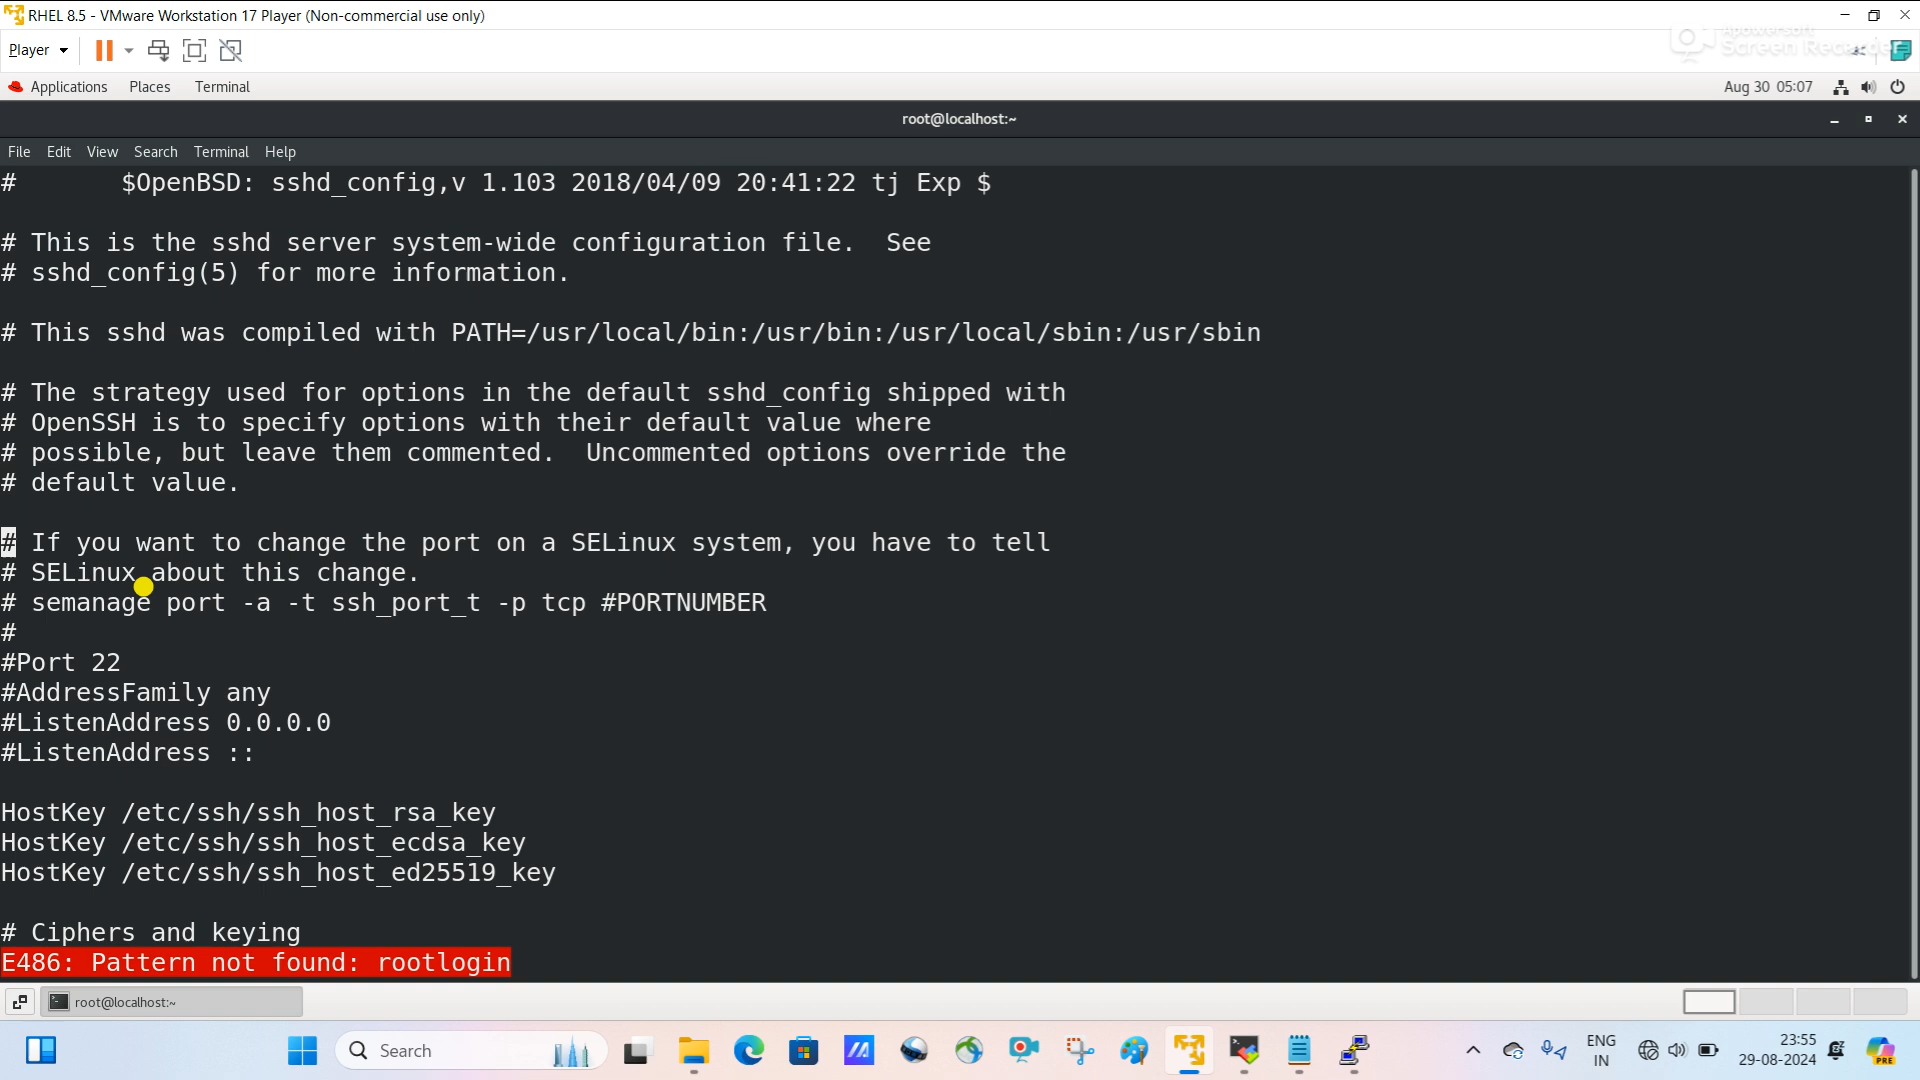 RHEL 8.5 - VMware Workstation 17 Player (Non-commercial use only)
Player
Apowersoft
Screen Recorder
Applications Places Terminal Aug 30 05:07
root@localhost:~
File Edit View Search Terminal Help
#       $OpenBSD: sshd_config,v 1.103 2018/04/09 20:41:22 tj Exp $
# This is the sshd server system-wide configuration file.  See
# sshd_config(5) for more information.
# This sshd was compiled with PATH=/usr/local/bin:/usr/bin:/usr/local/sbin:/usr/sbin
# The strategy used for options in the default sshd_config shipped with
# OpenSSH is to specify options with their default value where
# possible, but leave them commented.  Uncommented options override the
# default value.
# If you want to change the port on a SELinux system, you have to tell
# SELinux about this change.
# semanage port -a -t ssh_port_t -p tcp #PORTNUMBER
#
#Port 22
#AddressFamily any
#ListenAddress 0.0.0.0
#ListenAddress ::
HostKey /etc/ssh/ssh_host_rsa_key
HostKey /etc/ssh/ssh_host_ecdsa_key
HostKey /etc/ssh/ssh_host_ed25519_key
# Ciphers and keying
E486: Pattern not found: rootlogin
root@localhost:~
Search
ENG
IN
23:55
29-08-2024
PRE